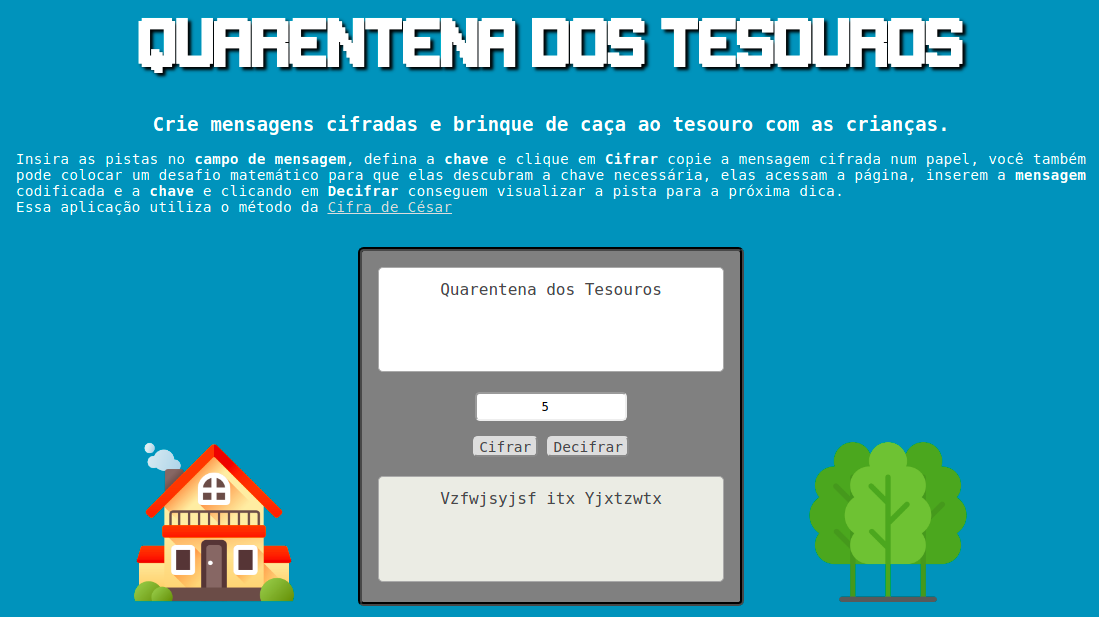 QUARENTENA DOS TESOUROS
Crie mensagens cifradas e brinque de caça ao tesouro com as crianças.
Insira as pistas no campo de mensagem, defina a chave e clique em Cifrar copie a mensagem cifrada num papel, você também
pode colocar um desafio matemático para que elas descubram a chave necessária, elas acessam a página, inserem a mensagem
codificada e a chave e clicando em Decifrar conseguem visualizar a pista para a próxima dica.
Essa aplicação utiliza o método da Cifra de César
Quarentena dos Tesouros
5
Cifrar Decifrar
Vzfwjsyjsf itx Yjxtzwtx